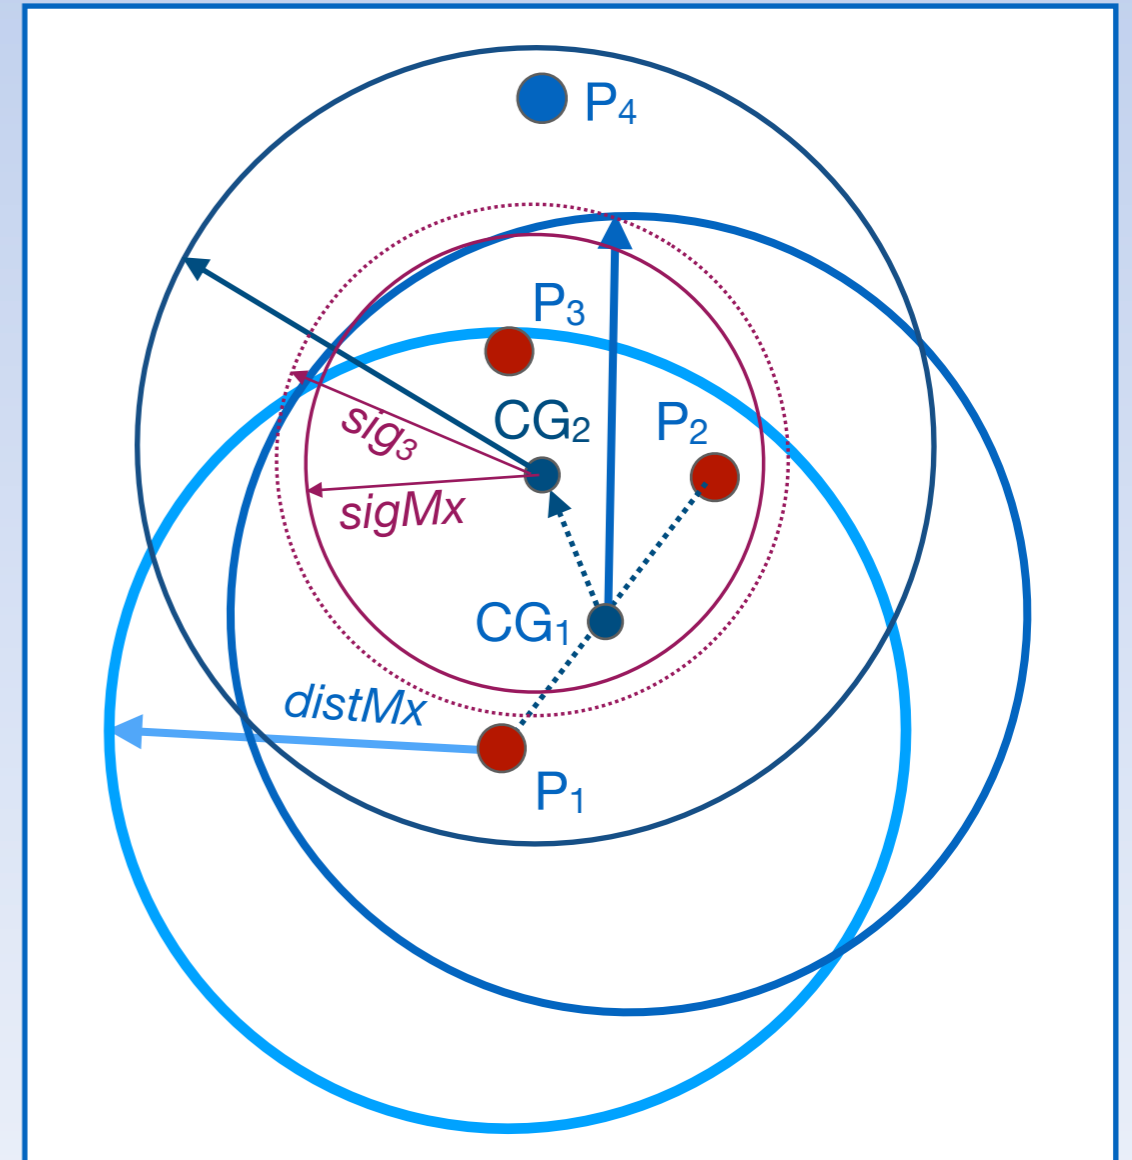 P₄
P₃
CG₂
P₂
sig₃
sigMx
CG₁
distMx
P₁